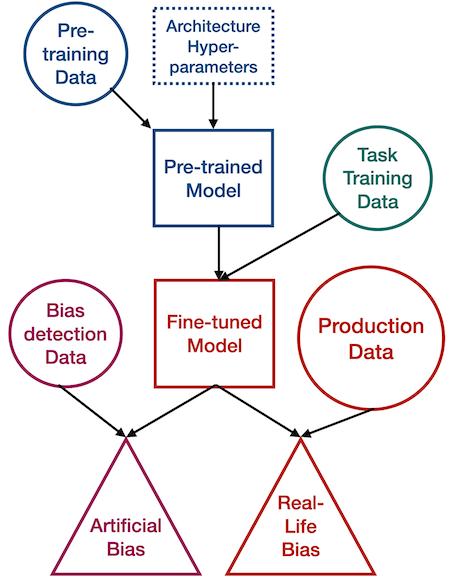 Pre-
training
Data
Architecture
Hyper-
parameters
Pre-trained
Model
Task
Training
Data
Bias
detection
Data
Fine-tuned
Model
Production
Data
Artificial
Bias
Real-
Life
Bias